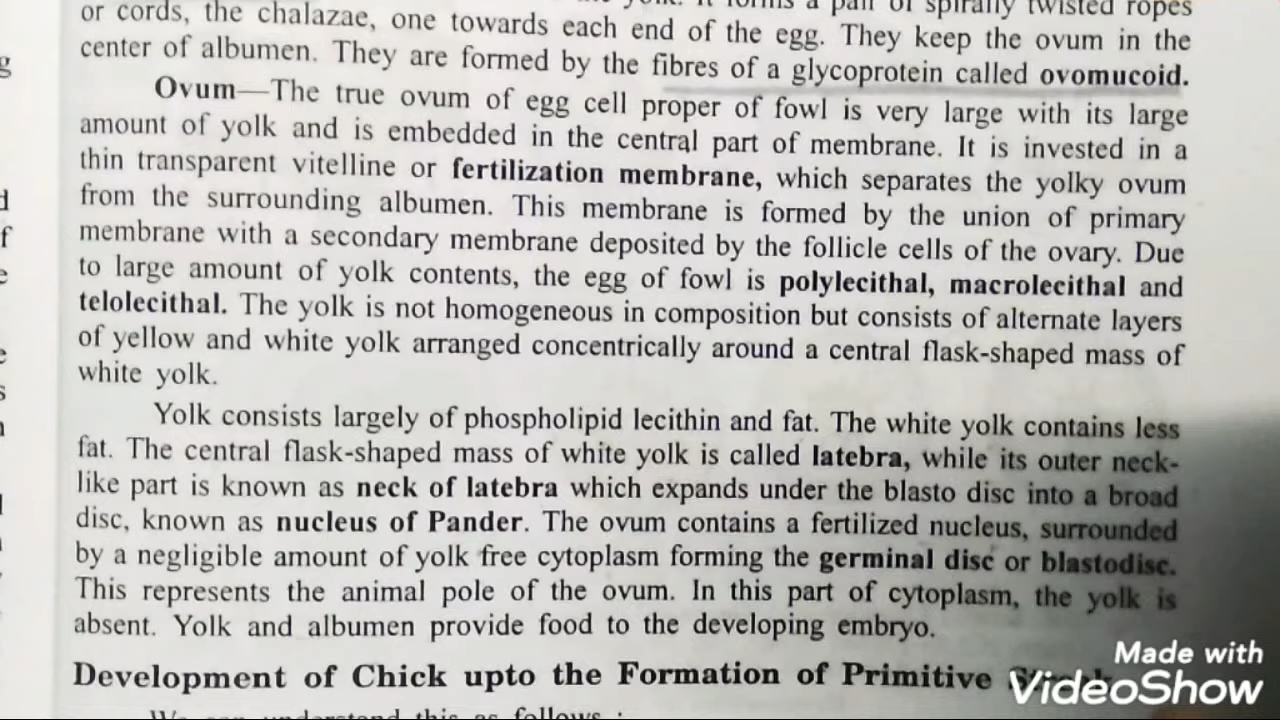 or cords, the chalazae, one towards each end of the egg. They keep the ovum in the
center of albumen. They are formed by the fibres of a glycoprotein called ovomucoid.
Ovum—The true ovum of egg cell proper of fowl is very large with its large
amount of yolk and is embedded in the central part of membrane. It is invested in a
thin transparent vitelline or fertilization membrane, which separates the yolky ovum
from the surrounding albumen. This membrane is formed by the union of primary
membrane with a secondary membrane deposited by the follicle cells of the ovary. Due
to large amount of yolk contents, the egg of fowl is polylecithal, macrolecithal and
telolecithal. The yolk is not homogeneous in composition but consists of alternate layers
of yellow and white yolk arranged concentrically around a central flask-shaped mass of
white yolk.
Yolk consists largely of phospholipid lecithin and fat. The white yolk contains less
fat. The central flask-shaped mass of white yolk is called latebra, while its outer neck-
like part is known as neck of latebra which expands under the blasto disc into a broad
disc, known as nucleus of Pander. The ovum contains a fertilized nucleus, surrounded
by a negligible amount of yolk free cytoplasm forming the germinal disc or blastodisc.
This represents the animal pole of the ovum. In this part of cytoplasm, the yolk is
absent. Yolk and albumen provide food to the developing embryo.
Development of Chick upto the Formation of Primitive
Made with
VideoShow